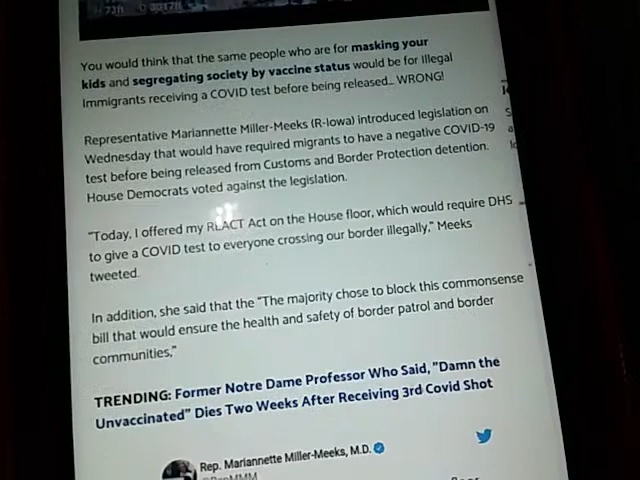 You would think that the same people who are for masking your
kids and segregating society by vaccine status would be for Illegal
Immigrants receiving a COVID test before being released… WRONG!
Representative Mariannette Miller-Meeks (R-Iowa) introduced legislation on
Wednesday that would have required migrants to have a negative COVID-19
test before being released from Customs and Border Protection detention.
House Democrats voted against the legislation.
"Today, I offered my REACT Act on the House floor, which would require DHS
to give a COVID test to everyone crossing our border illegally," Meeks
tweeted.
In addition, she said that the "The majority chose to block this commonsense
bill that would ensure the health and safety of border patrol and border
communities,"
TRENDING: Former Notre Dame Professor Who Said, "Damn the
Unvaccinated" Dies Two Weeks After Receiving 3rd Covid Shot
Rep. Mariannette Miller-Meeks, M.D.